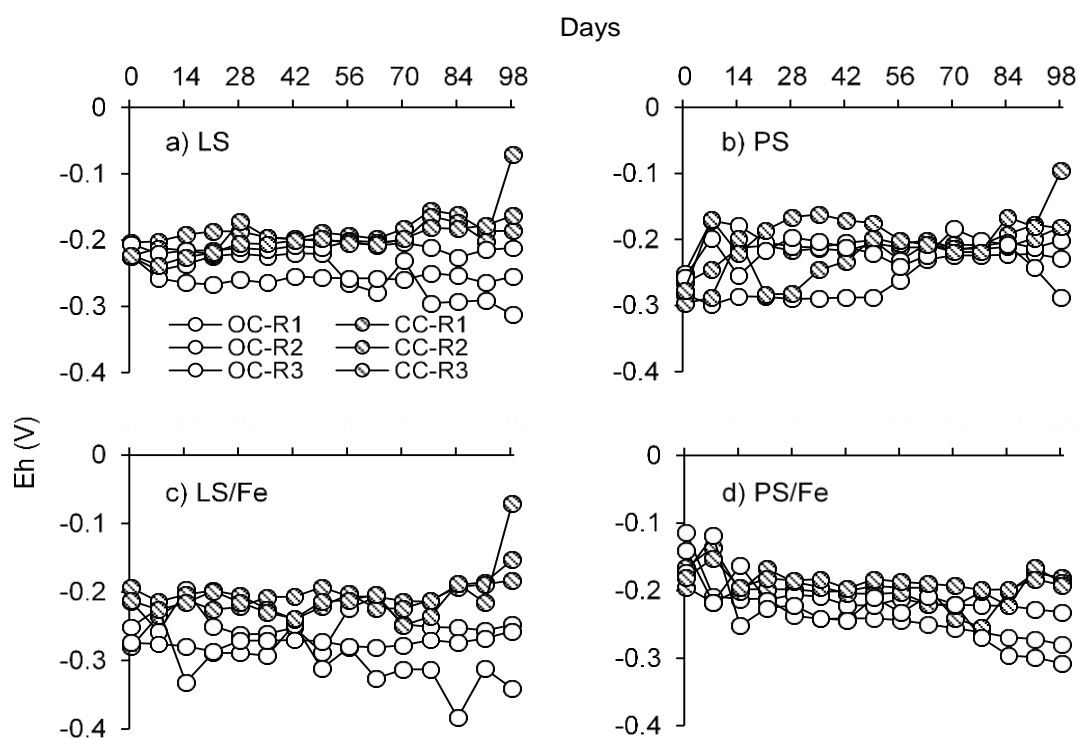 Days
0 14 28 42 56 70 84 98
0 14 28 42 56 70 84 98
0
-0.1
-0.2
-0.3
-0.4
a) LS
OC-R1 CC-R1
OC-R2 CC-R2
OC-R3 CC-R3
0
-0.1
-0.2
-0.3
-0.4
b) PS
Eh (V)
0
-0.1
-0.2
-0.3
-0.4
c) LS/Fe
0
-0.1
-0.2
-0.3
-0.4
d) PS/Fe